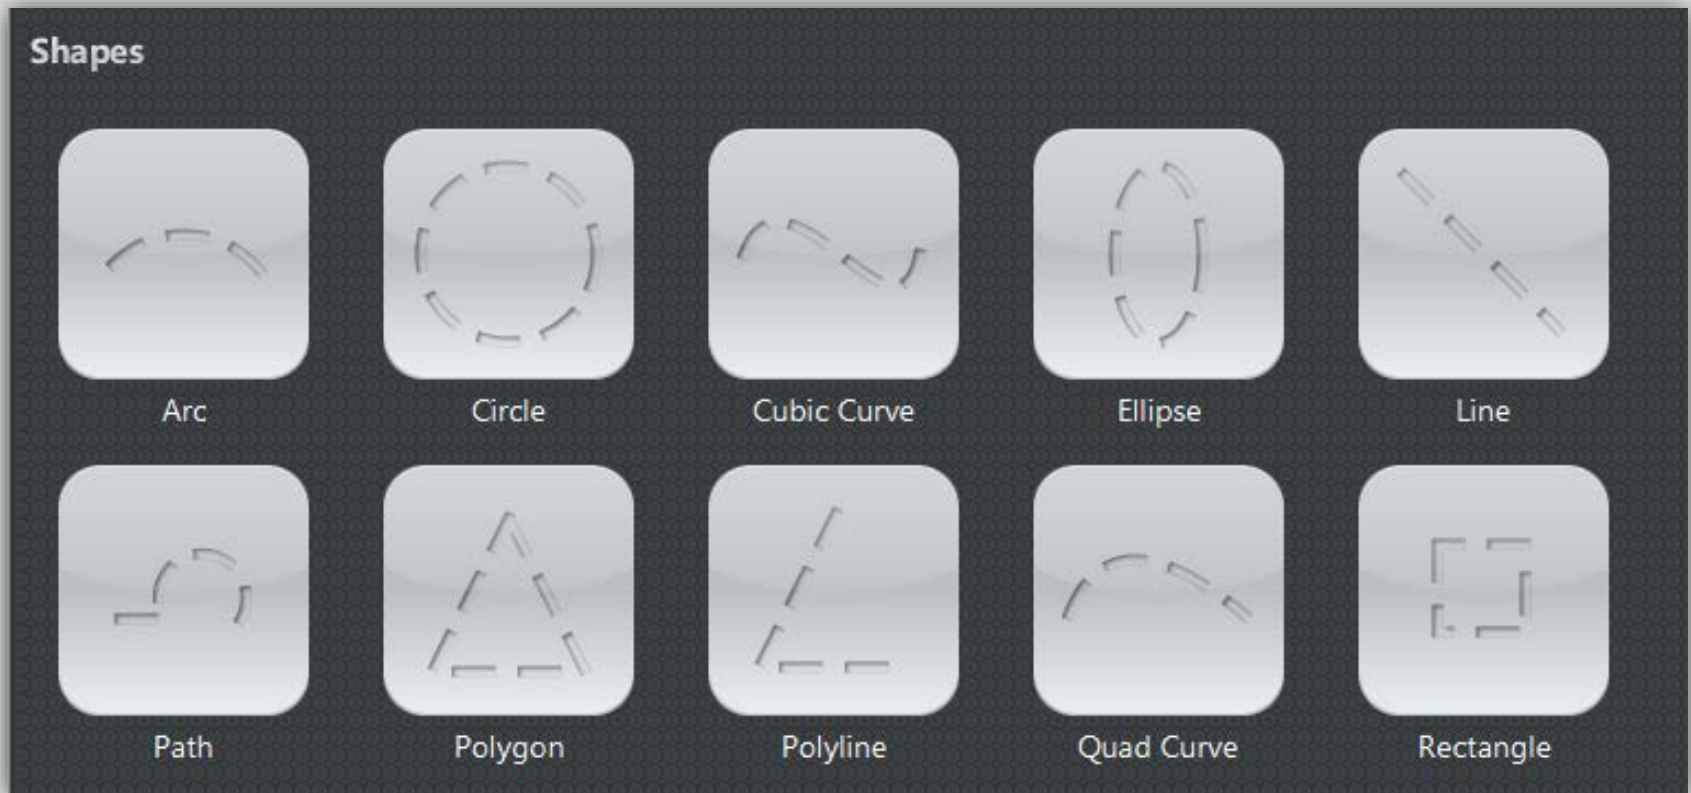 Shapes
Arc
Circle
Cubic Curve
Ellipse
Line
Path
Polygon
Polyline
Quad Curve
Rectangle